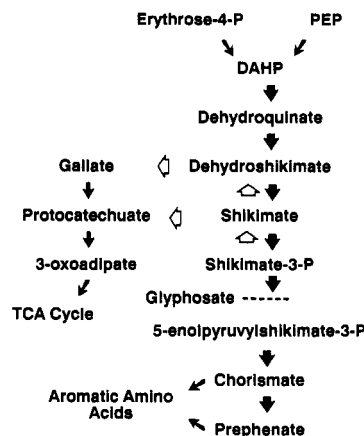 Erythrose-4-P PEP
DAHP
Dehydroquinate
Gallate Dehydroshikimate
Protocatechuate Shikimate
3-oxoadipate Shikimate-3-P
Glyphosate
TCA Cycle
5-enolpyruvylshikimate-3-P
Chorismate
Aromatic Amino
Acids
Prephenate